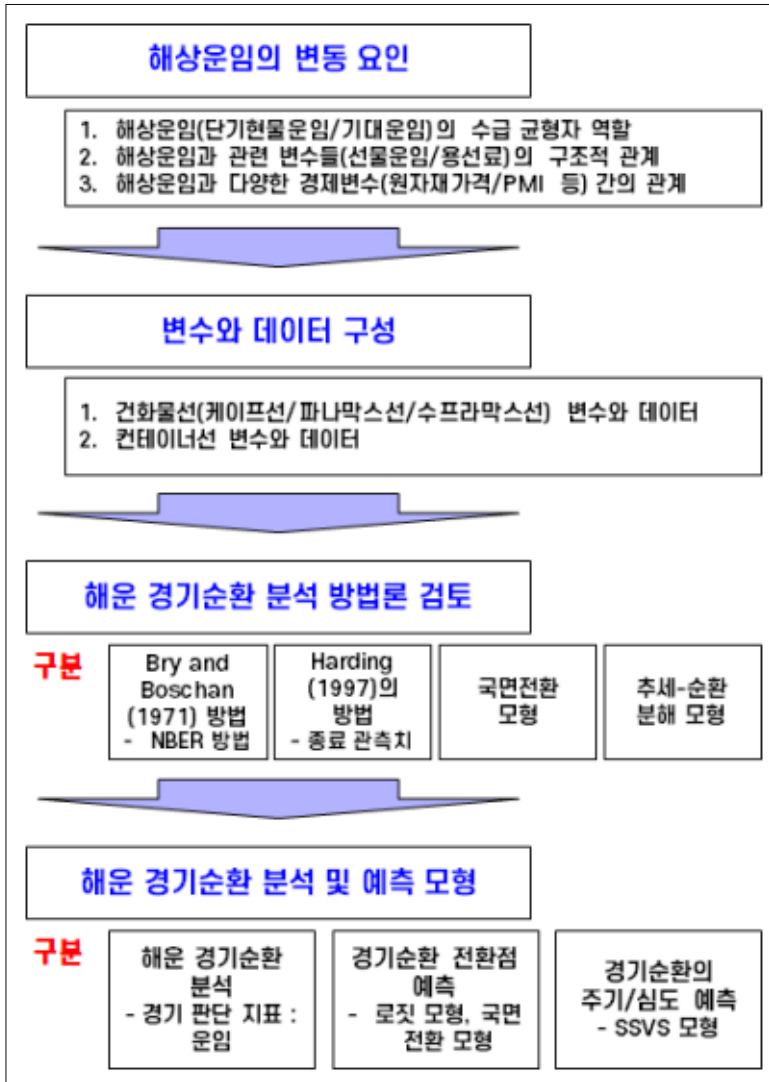 해상운임의 변동 요인
1. 해상운임(단기현물운임/기대운임)의 수급 균형자 역할
2. 해상운임과 관련 변수들(선물운임/용선료)의 구조적 관계
3. 해상운임과 다양한 경제변수(원자재가격/PMI 등) 간의 관계
변수와 데이터 구성
1. 건화물선(케이프선/파나막스선/수프라막스선) 변수와 데이터
2. 컨테이너선 변수와 데이터
해운 경기순환 분석 방법론 검토
구분
Bry and
Boschan
(1971) 방법
- NBER 방법
Harding
(1997)의
방법
- 종료 관측치
국면전환
모형
추세-순환
분해 모형
해운 경기순환 분석 및 예측 모형
구분
해운 경기순환
분석
- 경기 판단 지표 :
운임
경기순환 전환점
예측
- 로짓 모형, 국면
전환 모형
경기순환의
주기/심도 예측
- SSVS 모형